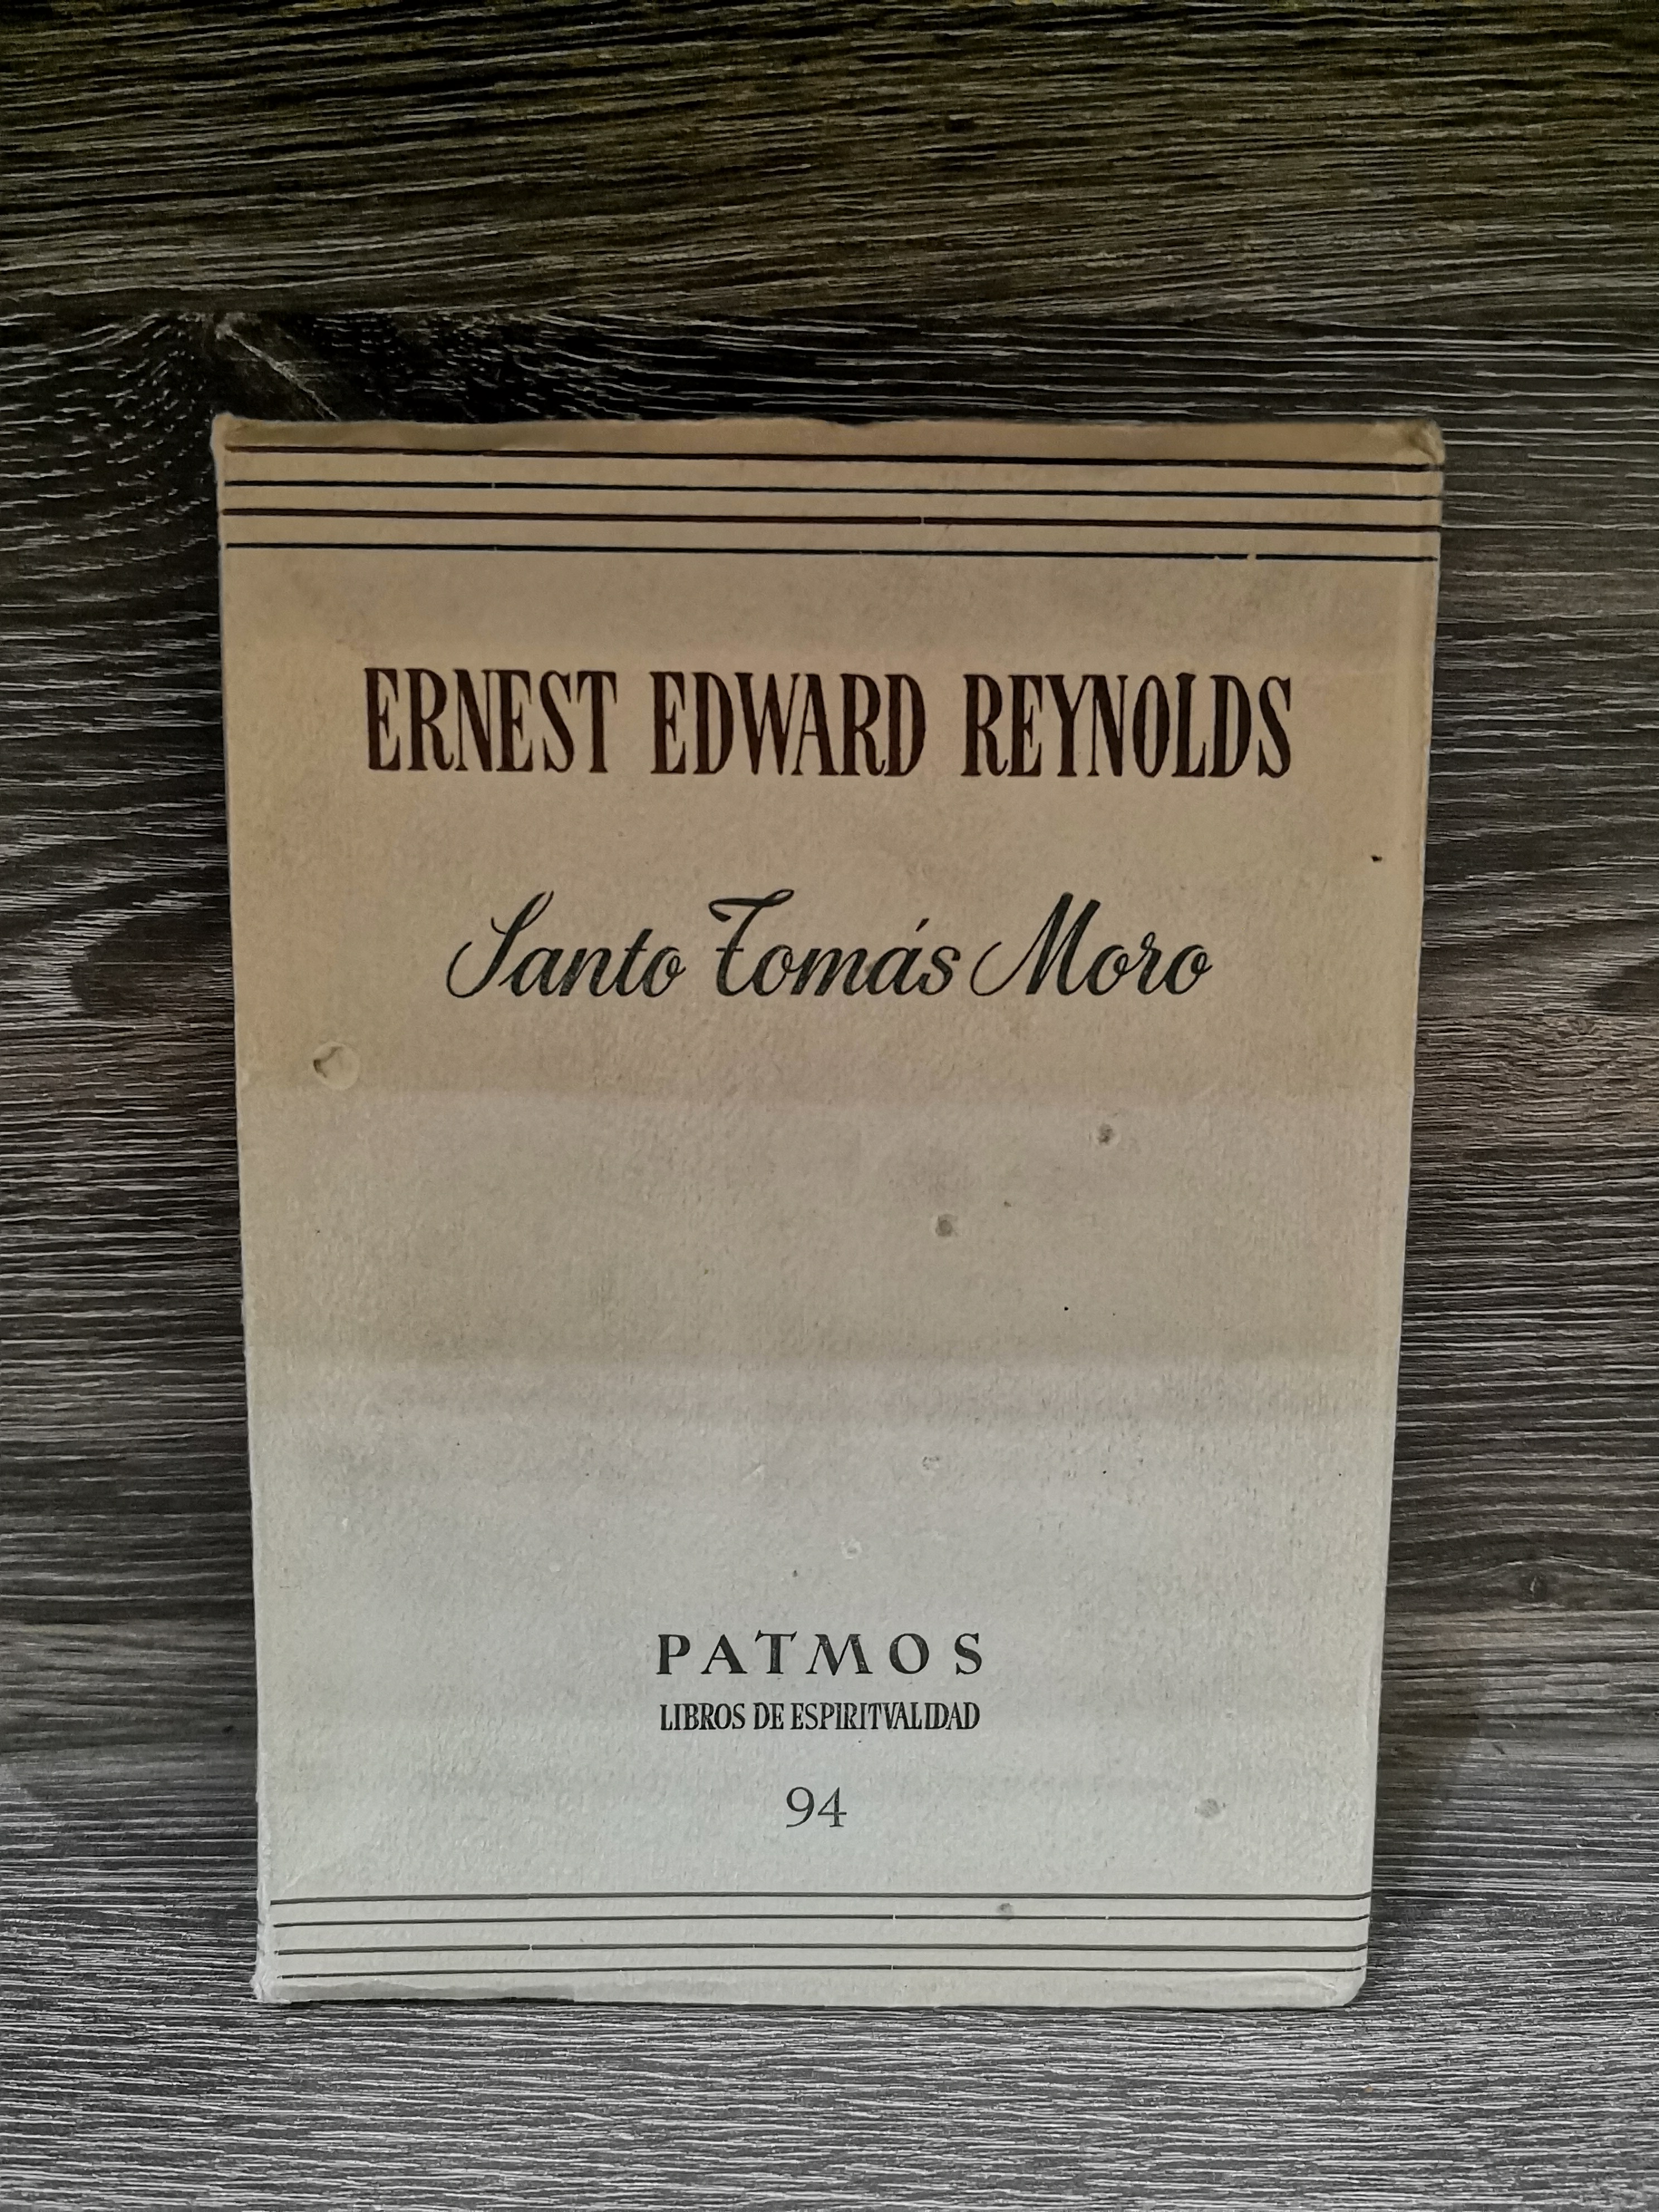 ERNEST EDWARD REYNOLDS
Santo Tomás Moro
PATMOS
LIBROS DE ESPIRITVALIDAD
94